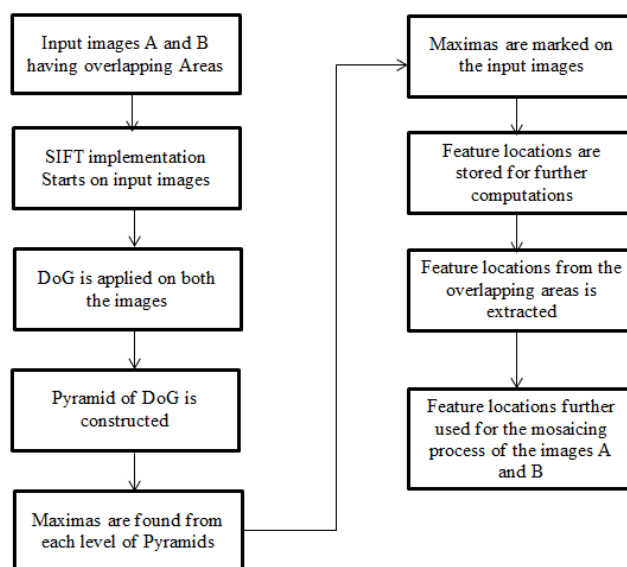 Input images A and B
having overlapping Areas
SIFT implementation
Starts on input images
DoG is applied on both
the images
Pyramid of DoG is
constructed
Maximas are found from
each level of Pyramids
Maximas are marked on
the input images
Feature locations are
stored for further
computations
Feature locations from the
overlapping areas is
extracted
Feature locations further
used for the mosaicing
process of the images A
and B